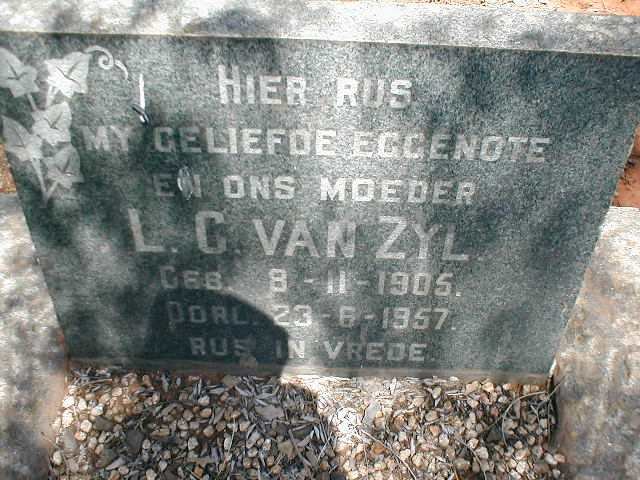 HIER RUS
MY GELIEFDE EGGENOTE
EN ONS MOEDER
L. C. VAN ZYL.
GEB. 8-11-1905.
OORL. 23-6-1957.
RUS IN VREDE.